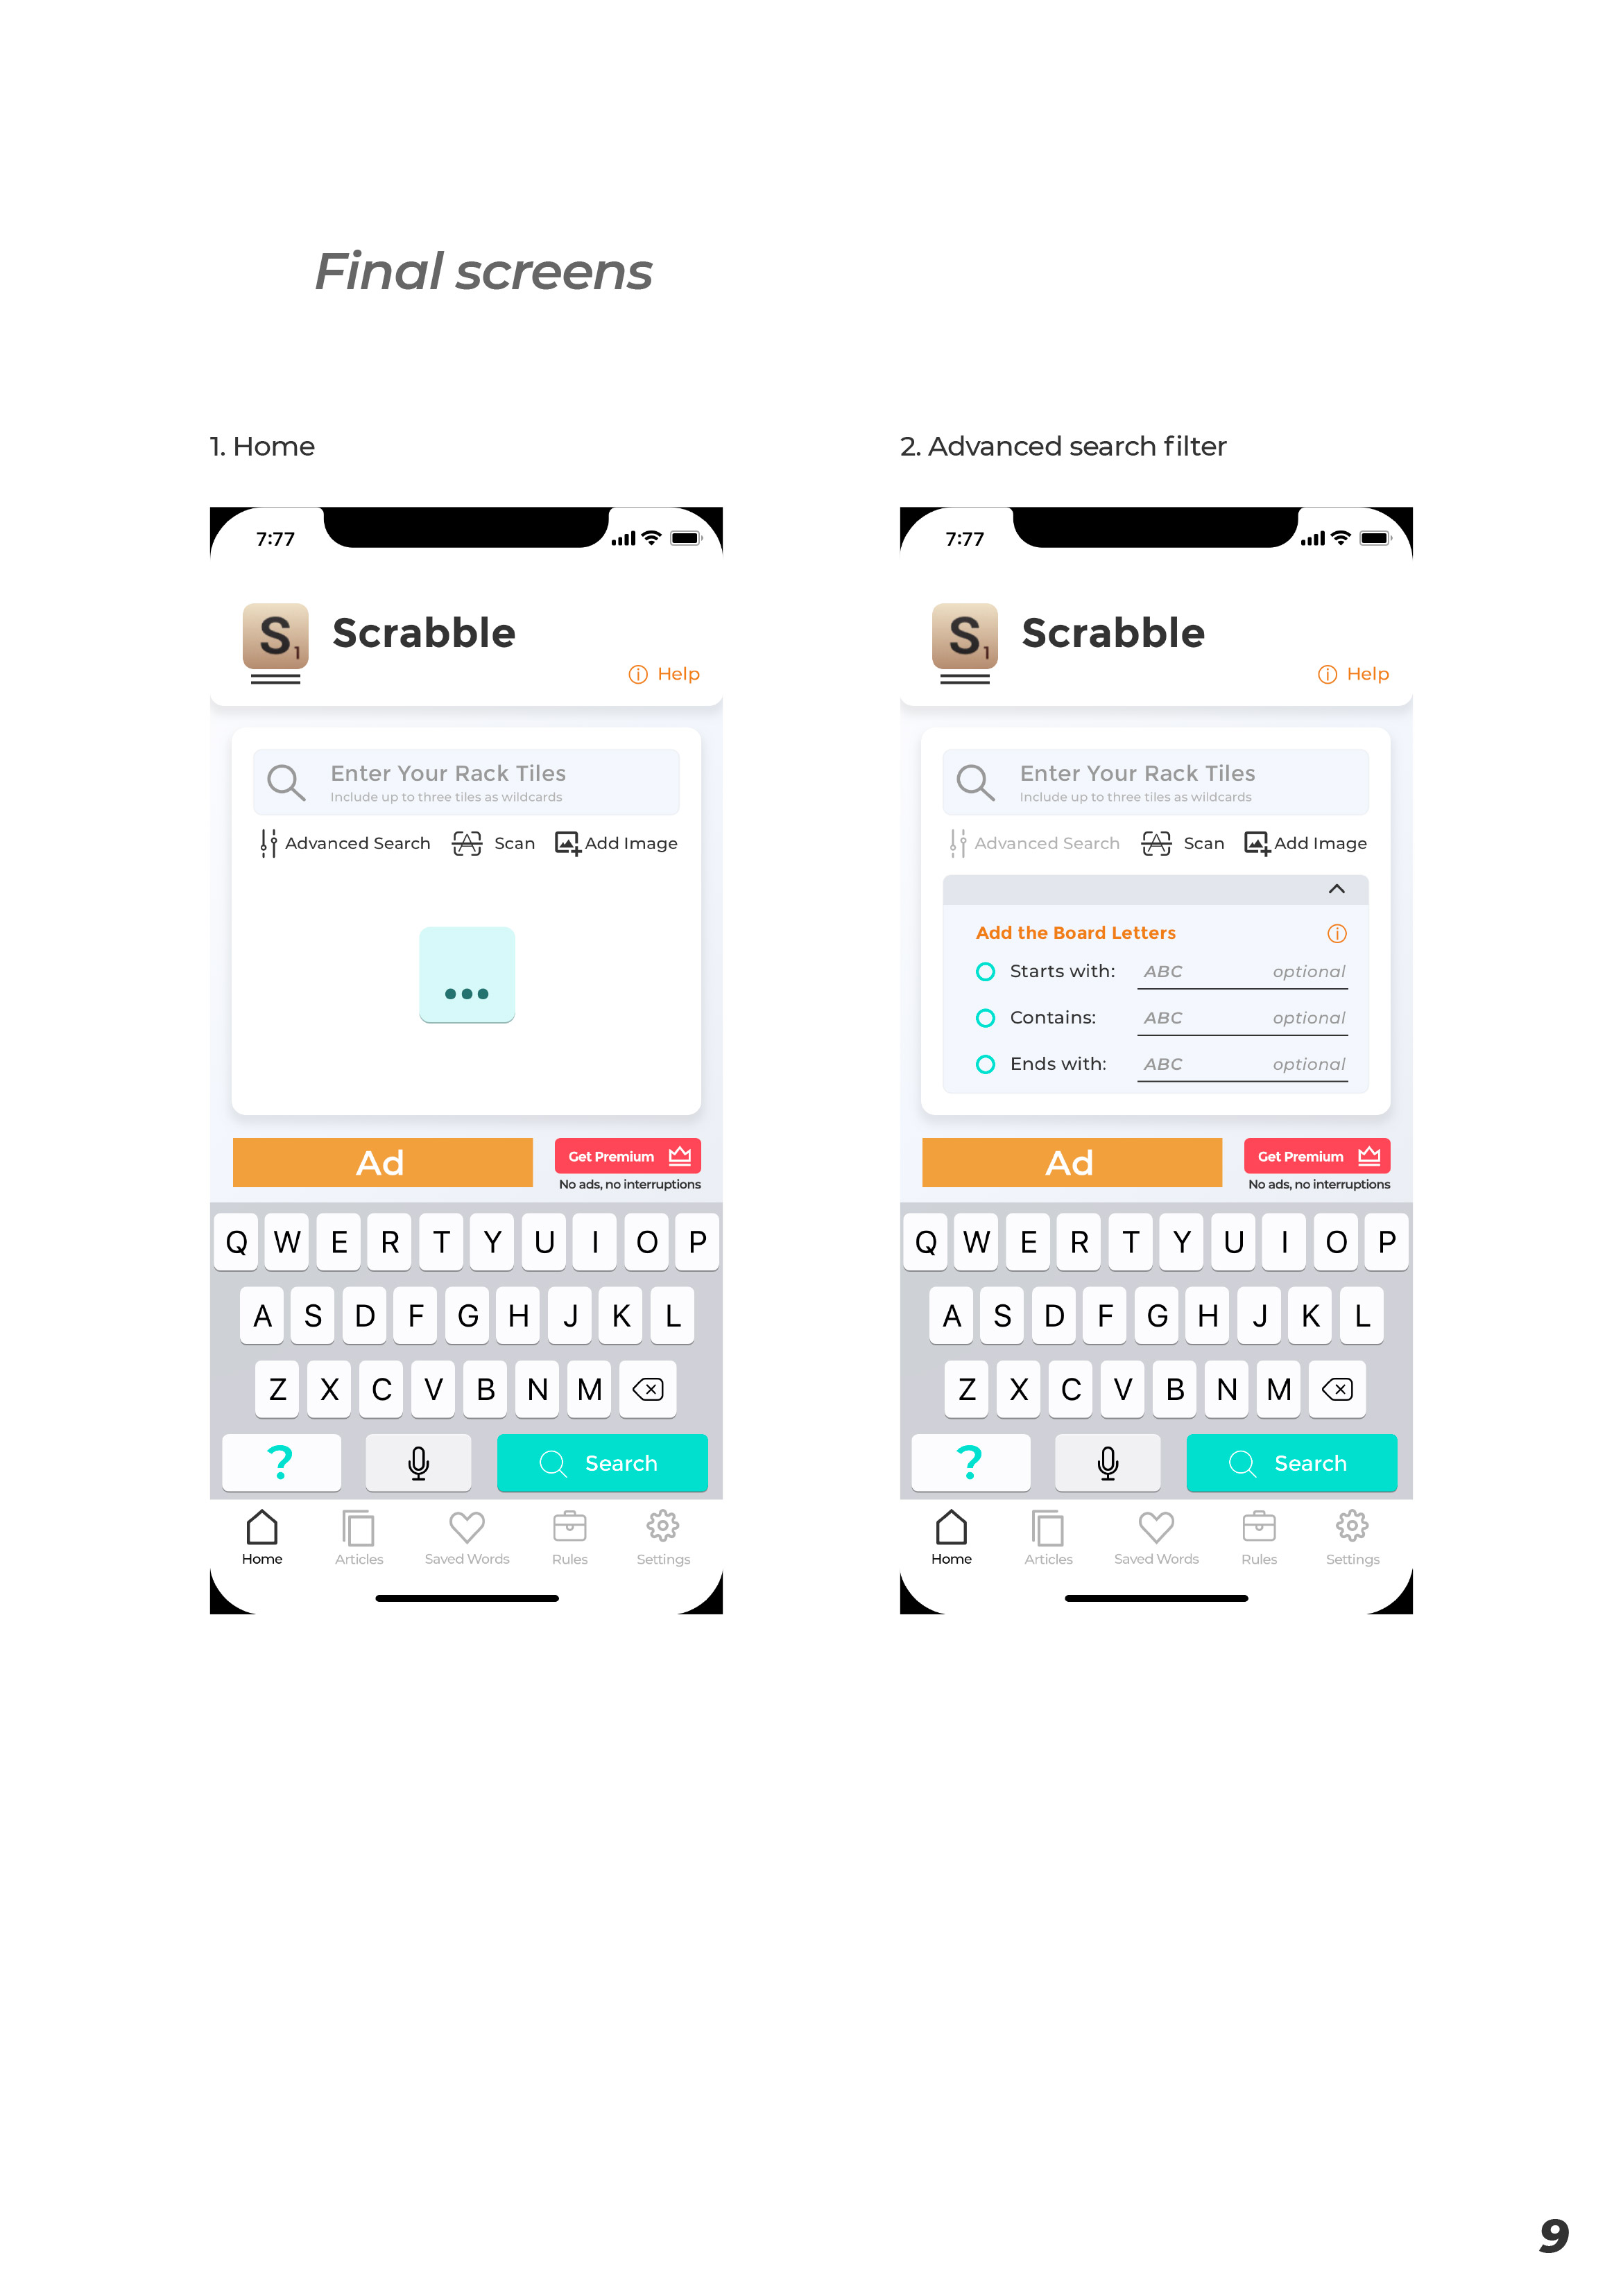 Final screens
1. Home
7:77
S1
Scrabble
Help
Enter Your Rack Tiles
Include up to three tiles as wildcards
Advanced Search
Scan
Add Image
...
Ad
Get Premium
No ads, no interruptions
Q W E R T Y U I O P
A S D F G H J K L
Z X C V B N M
?
Search
Home
Articles
Saved Words
Rules
Settings
2. Advanced search filter
7:77
S1
Scrabble
Help
Enter Your Rack Tiles
Include up to three tiles as wildcards
Advanced Search
Scan
Add Image
Add the Board Letters
Starts with: ABC optional
Contains: ABC optional
Ends with: ABC optional
Ad
Get Premium
No ads, no interruptions
Q W E R T Y U I O P
A S D F G H J K L
Z X C V B N M
?
Search
Home
Articles
Saved Words
Rules
Settings
9